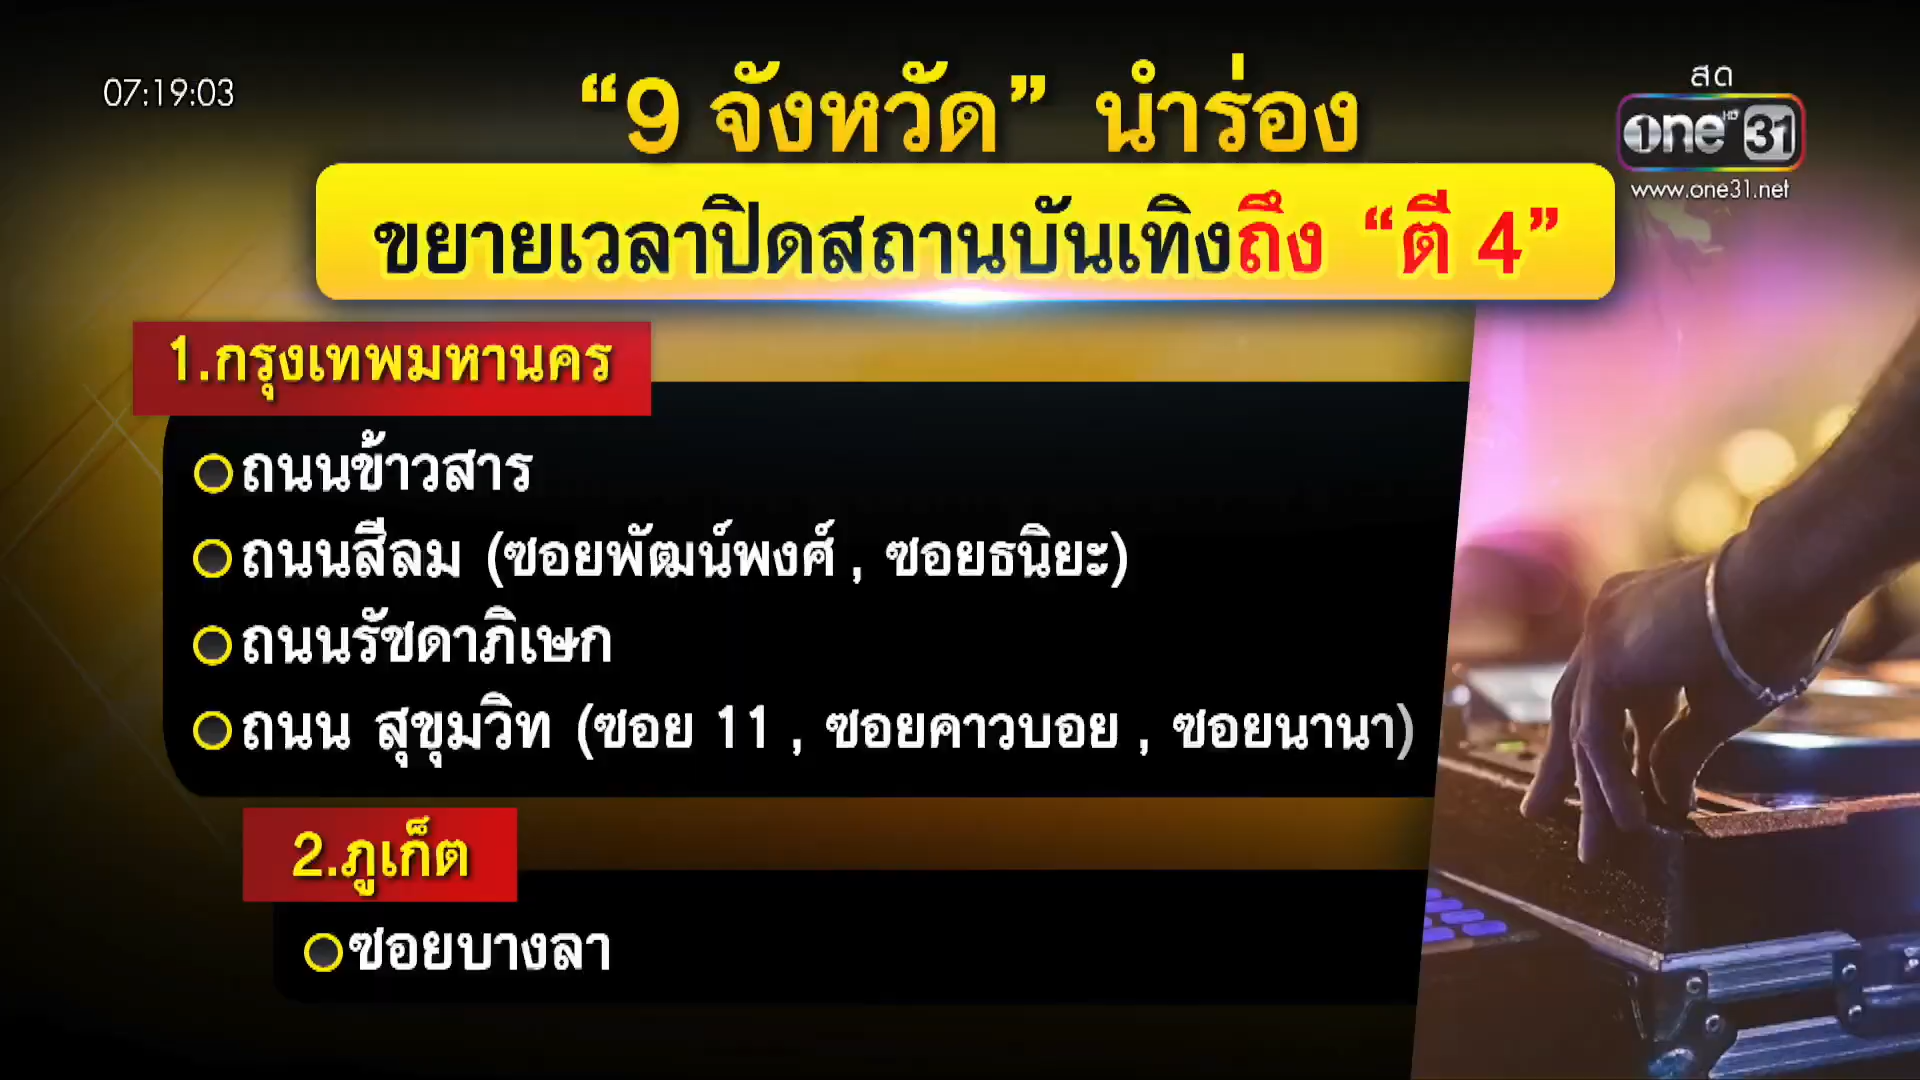 07:19:03
“9 จังหวัด” นำร่อง
สด
one HD 31
www.one31.net
ขยายเวลาปิดสถานบันเทิงถึง “ตี 4”
1.กรุงเทพมหานคร
ถนนข้าวสาร
ถนนสีลม (ซอยพัฒน์พงศ์ , ซอยธนิยะ)
ถนนรัชดาภิเษก
ถนน สุขุมวิท (ซอย 11 , ซอยคาวบอย , ซอยนานา)
2.ภูเก็ต
ซอยบางลา